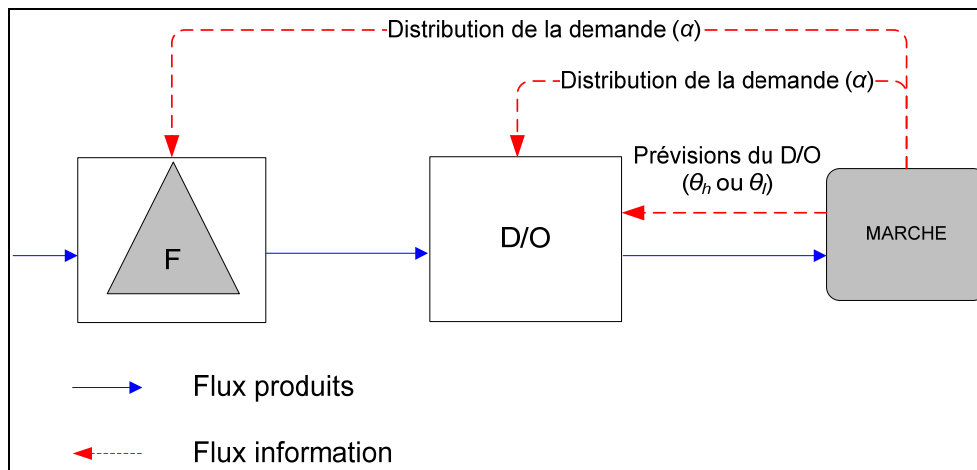 Distribution de la demande (α)
Distribution de la demande (α)
Prévisions du D/O
(θh ou θl)
F
D/O
MARCHE
Flux produits
Flux information